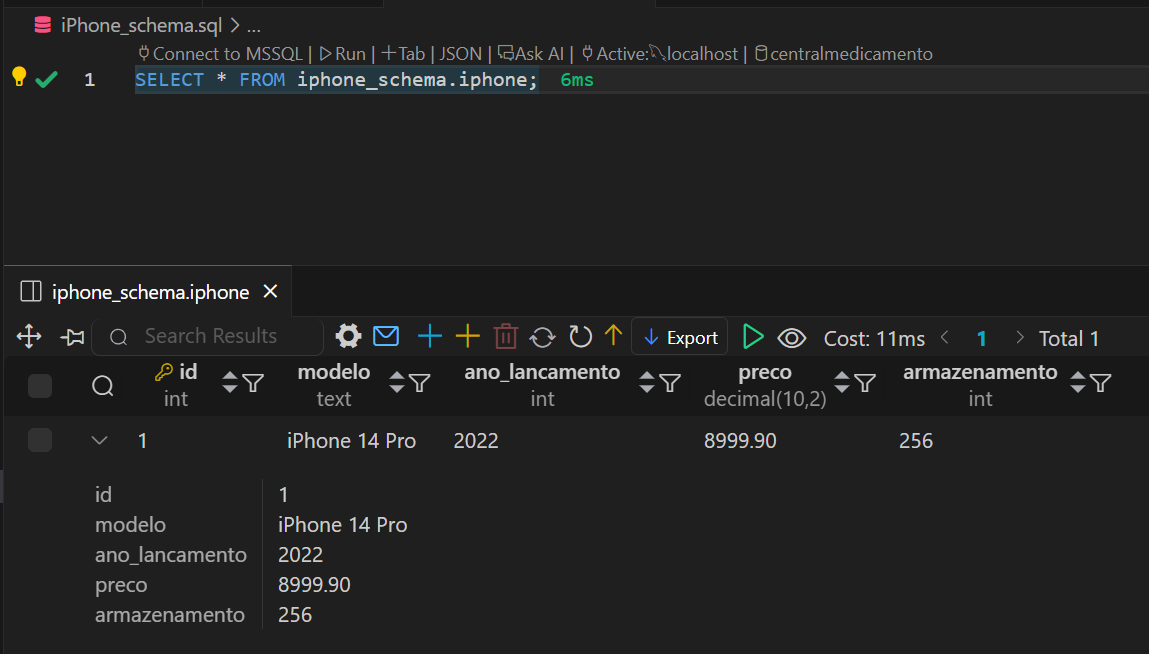 iPhone_schema.sql > ...
Connect to MSSQL | Run | Tab | JSON | Ask AI | Active: localhost | centralmedicamento
1 SELECT * FROM iphone_schema.iphone; 6ms
iphone_schema.iphone
Search Results Export Cost: 11ms < 1 > Total 1
id modelo ano_lancamento preco armazenamento
int text int decimal(10,2) int
1 iPhone 14 Pro 2022 8999.90 256
id 1
modelo iPhone 14 Pro
ano_lancamento 2022
preco 8999.90
armazenamento 256